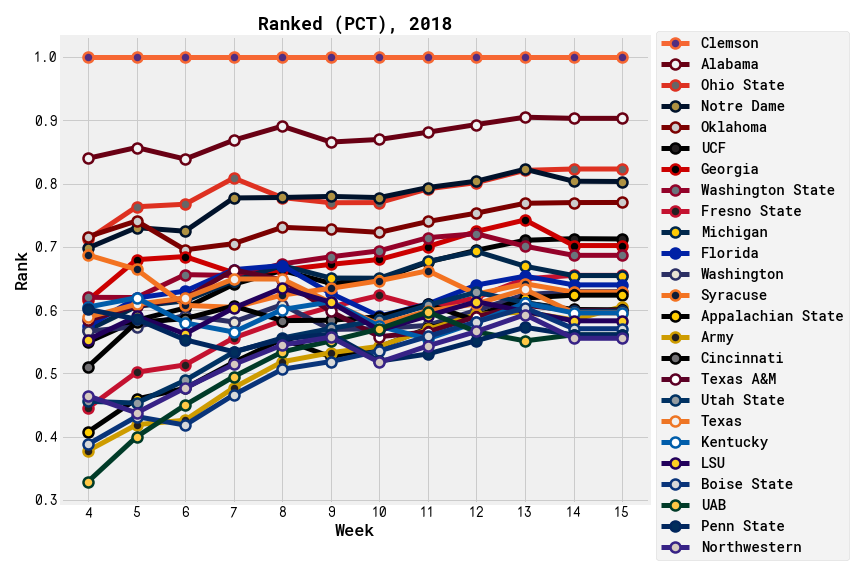 Ranked (PCT), 2018
1.0
0.9
0.8
0.7
0.6
0.5
0.4
0.3
Rank
4 5 6 7 8 9 10 11 12 13 14 15
Week
Clemson
Alabama
Ohio State
Notre Dame
Oklahoma
UCF
Georgia
Washington State
Fresno State
Michigan
Florida
Washington
Syracuse
Appalachian State
Army
Cincinnati
Texas A&M
Utah State
Texas
Kentucky
LSU
Boise State
UAB
Penn State
Northwestern